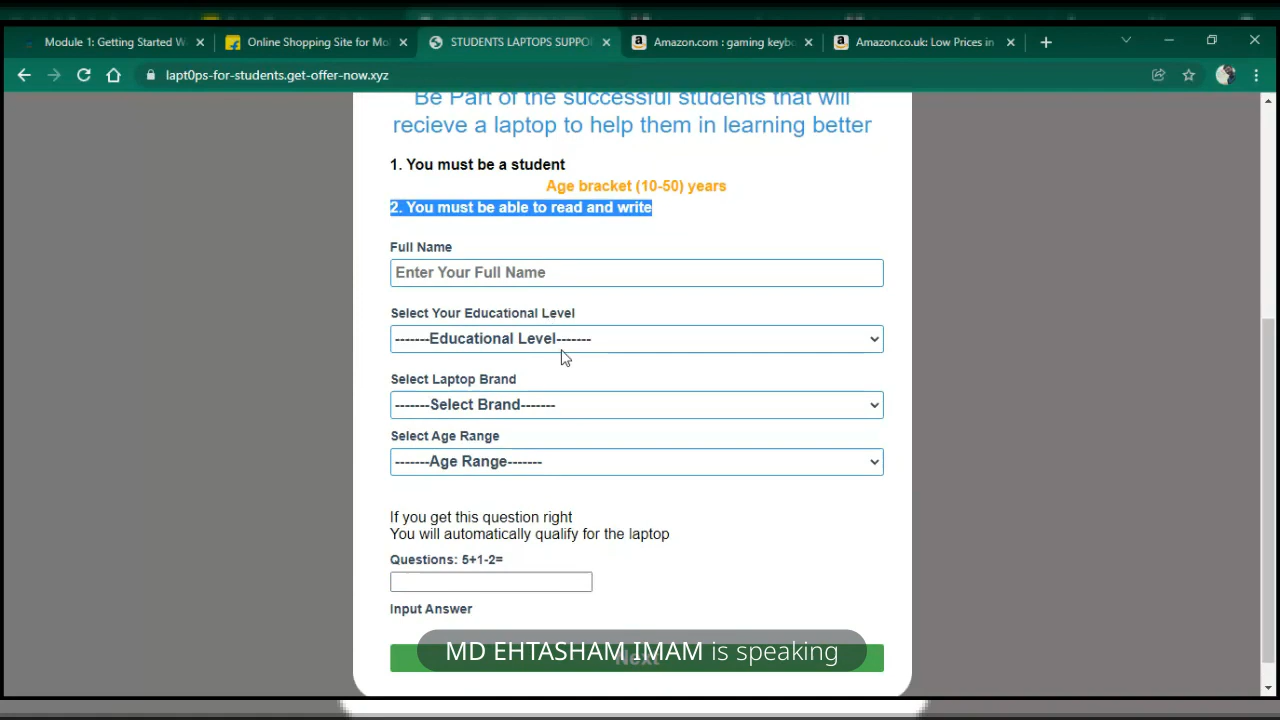 Module 1: Getting Started W
Online Shopping Site for Mo
STUDENTS LAPTOPS SUPPO
Amazon.com : gaming keybo
Amazon.co.uk: Low Prices in
lapt0ps-for-students.get-offer-now.xyz
Be Part of the successful students that will
recieve a laptop to help them in learning better
1. You must be a student
Age bracket (10-50) years
2. You must be able to read and write
Full Name
Enter Your Full Name
Select Your Educational Level
-------Educational Level-------
Select Laptop Brand
-------Select Brand-------
Select Age Range
-------Age Range-------
If you get this question right
You will automatically qualify for the laptop
Questions: 5+1-2=
Input Answer
Next
MD EHTASHAM IMAM is speaking